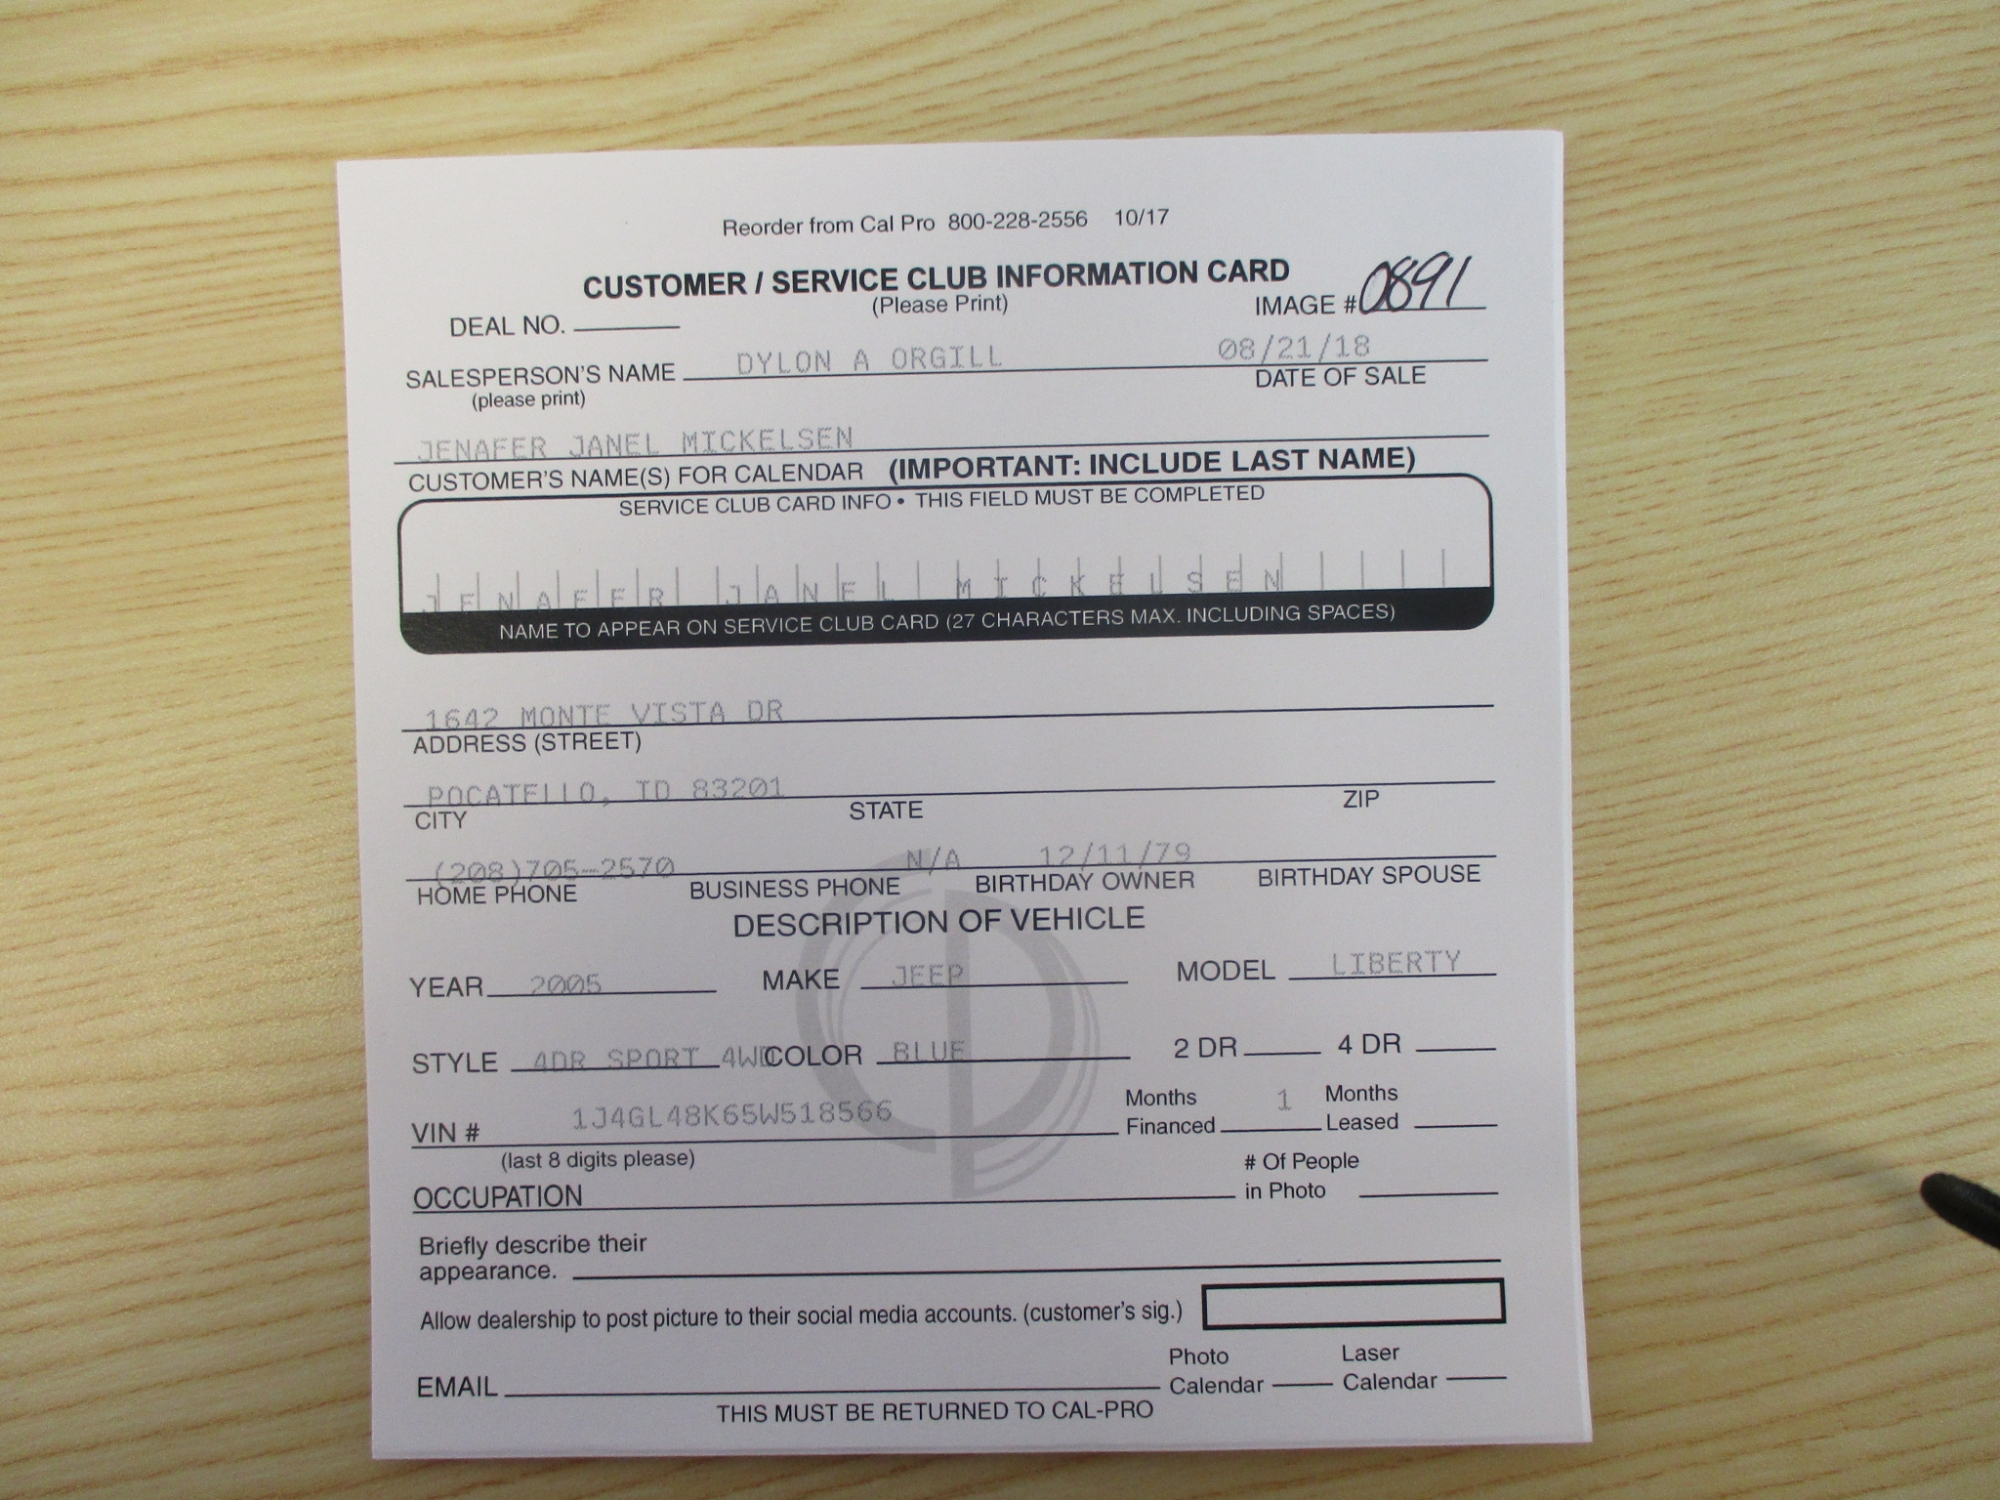 Reorder from Cal Pro 800-228-2556 10/17
CUSTOMER / SERVICE CLUB INFORMATION CARD
(Please Print)
IMAGE # 0891
DEAL NO.
SALESPERSON'S NAME DYLON A ORGILL 08/21/18
(please print) DATE OF SALE
JENAFER JANEL MICKELSEN
CUSTOMER'S NAME(S) FOR CALENDAR (IMPORTANT: INCLUDE LAST NAME)
SERVICE CLUB CARD INFO • THIS FIELD MUST BE COMPLETED
JENAFER JANEL MICKELSEN
NAME TO APPEAR ON SERVICE CLUB CARD (27 CHARACTERS MAX. INCLUDING SPACES)
1642 MONTE VISTA DR
ADDRESS (STREET)
POCATELLO, ID 83201
CITY STATE ZIP
(208)705-2570 N/A 12/11/79
HOME PHONE BUSINESS PHONE BIRTHDAY OWNER BIRTHDAY SPOUSE
DESCRIPTION OF VEHICLE
YEAR 2005 MAKE JEEP MODEL LIBERTY
STYLE 4DR SPORT 4WD COLOR BLUE 2 DR 4 DR
VIN # 1J4GL48K65W518566 Months Financed 1 Months Leased
(last 8 digits please)
OCCUPATION # Of People in Photo
Briefly describe their
appearance.
Allow dealership to post picture to their social media accounts. (customer's sig.)
EMAIL Photo Calendar Laser Calendar
THIS MUST BE RETURNED TO CAL-PRO